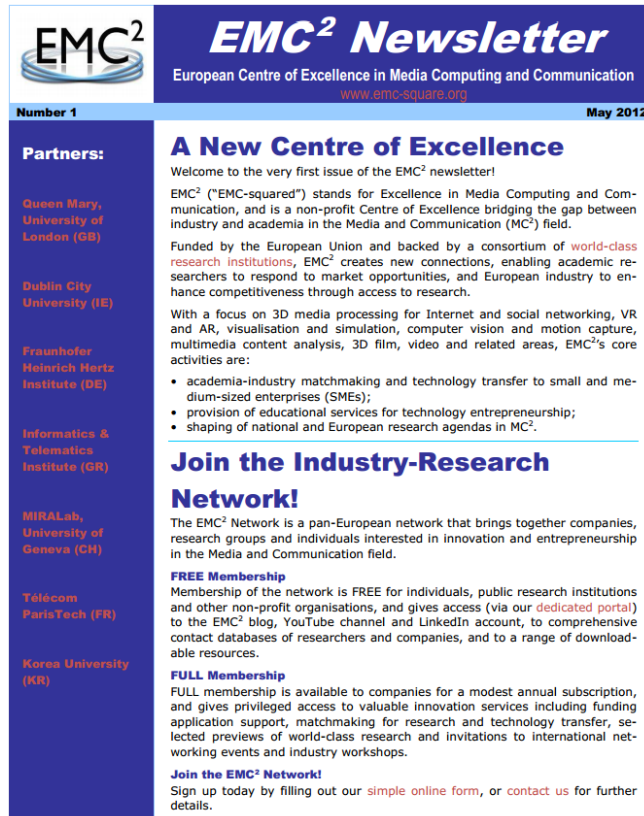 EMC²
EMC² Newsletter
European Centre of Excellence in Media Computing and Communication
www.emc-square.org
Number 1
May 2012
Partners:
Queen Mary,
University of
London (GB)
Dublin City
University (IE)
Fraunhofer
Heinrich Hertz
Institute (DE)
Informatics &
Telematics
Institute (GR)
MIRALab,
University of
Geneva (CH)
Télécom
ParisTech (FR)
Korea University
(KR)
A New Centre of Excellence
Welcome to the very first issue of the EMC² newsletter!
EMC² (“EMC-squared”) stands for Excellence in Media Computing and Com-
munication, and is a non-profit Centre of Excellence bridging the gap between
industry and academia in the Media and Communication (MC²) field.
Funded by the European Union and backed by a consortium of world-class
research institutions, EMC² creates new connections, enabling academic re-
searchers to respond to market opportunities, and European industry to en-
hance competitiveness through access to research.
With a focus on 3D media processing for Internet and social networking, VR
and AR, visualisation and simulation, computer vision and motion capture,
multimedia content analysis, 3D film, video and related areas, EMC²'s core
activities are:
• academia-industry matchmaking and technology transfer to small and me-
dium-sized enterprises (SMEs);
• provision of educational services for technology entrepreneurship;
• shaping of national and European research agendas in MC².
Join the Industry-Research
Network!
The EMC² Network is a pan-European network that brings together companies,
research groups and individuals interested in innovation and entrepreneurship
in the Media and Communication field.
FREE Membership
Membership of the network is FREE for individuals, public research institutions
and other non-profit organisations, and gives access (via our dedicated portal)
to the EMC² blog, YouTube channel and LinkedIn account, to comprehensive
contact databases of researchers and companies, and to a range of download-
able resources.
FULL Membership
FULL membership is available to companies for a modest annual subscription,
and gives privileged access to valuable innovation services including funding
application support, matchmaking for research and technology transfer, se-
lected previews of world-class research and invitations to international net-
working events and industry workshops.
Join the EMC² Network!
Sign up today by filling out our simple online form, or contact us for further
details.